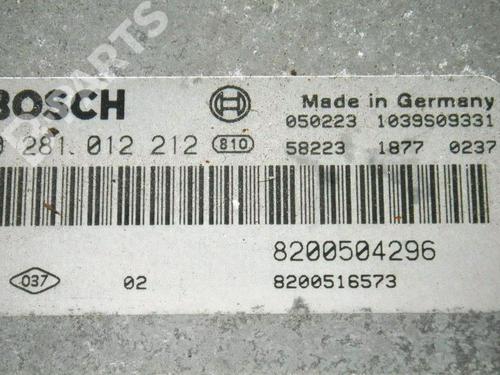 BOSCH
Made in Germany
050223 1039S09331
0 281 012 212 810
58223 1877 0237
8200504296
037 02 8200516573